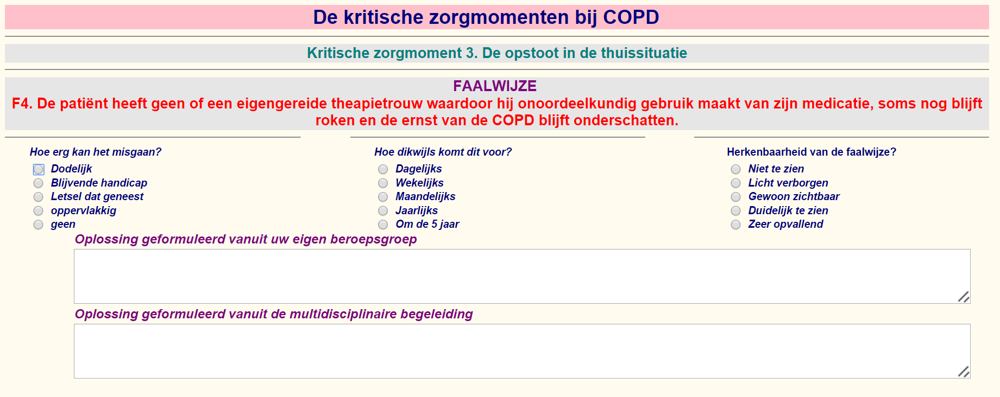 De kritische zorgmomenten bij COPD
Kritische zorgmoment 3. De opstoot in de thuissituatie
FAALWIJZE
F4. De patiënt heeft geen of een eigengereide theapietrouw waardoor hij onoordeelkundig gebruik maakt van zijn medicatie, soms nog blijft
roken en de ernst van de COPD blijft onderschatten.
Hoe erg kan het misgaan?
Dodelijk
Blijvende handicap
Letsel dat geneest
oppervlakkig
geen
Hoe dikwijls komt dit voor?
Dagelijks
Wekelijks
Maandelijks
Jaarlijks
Om de 5 jaar
Herkenbaarheid van de faalwijze?
Niet te zien
Licht verborgen
Gewoon zichtbaar
Duidelijk te zien
Zeer opvallend
Oplossing geformuleerd vanuit uw eigen beroepsgroep
Oplossing geformuleerd vanuit de multidisciplinaire begeleiding